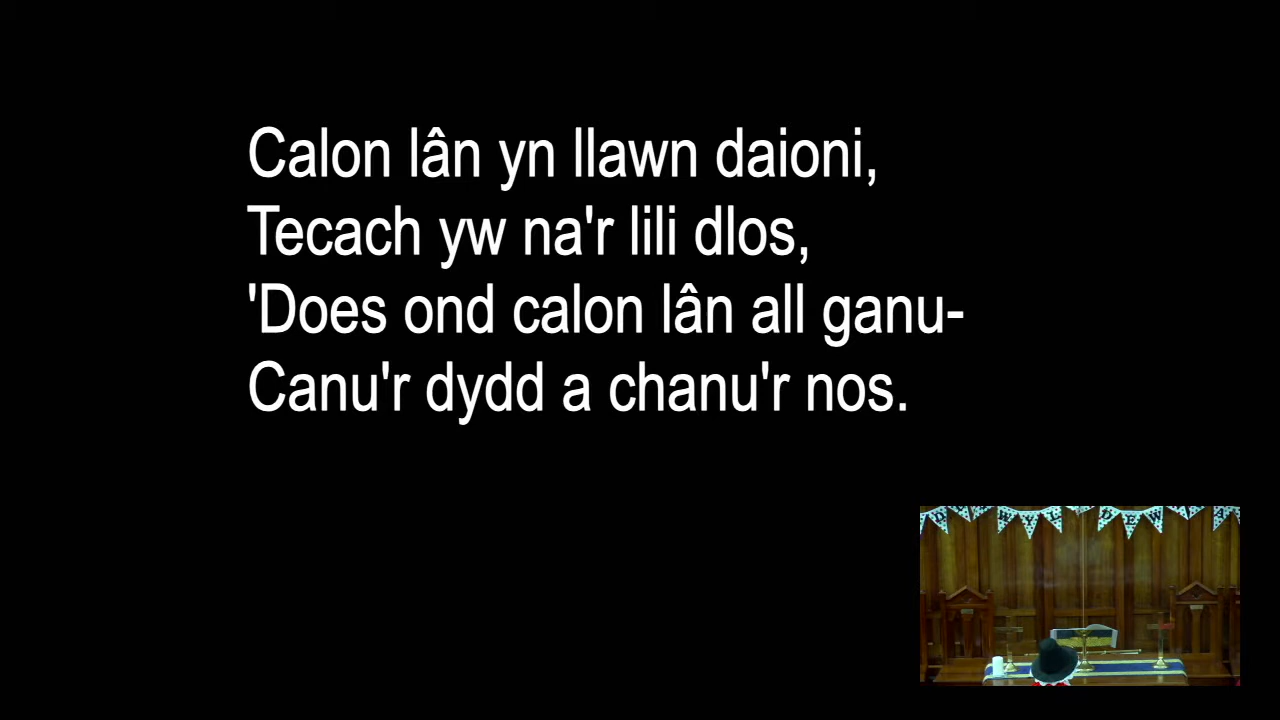 Calon lân yn llawn daioni,
Tecach yw na'r lili dlos,
'Does ond calon lân all ganu-
Canu'r dydd a chanu'r nos.